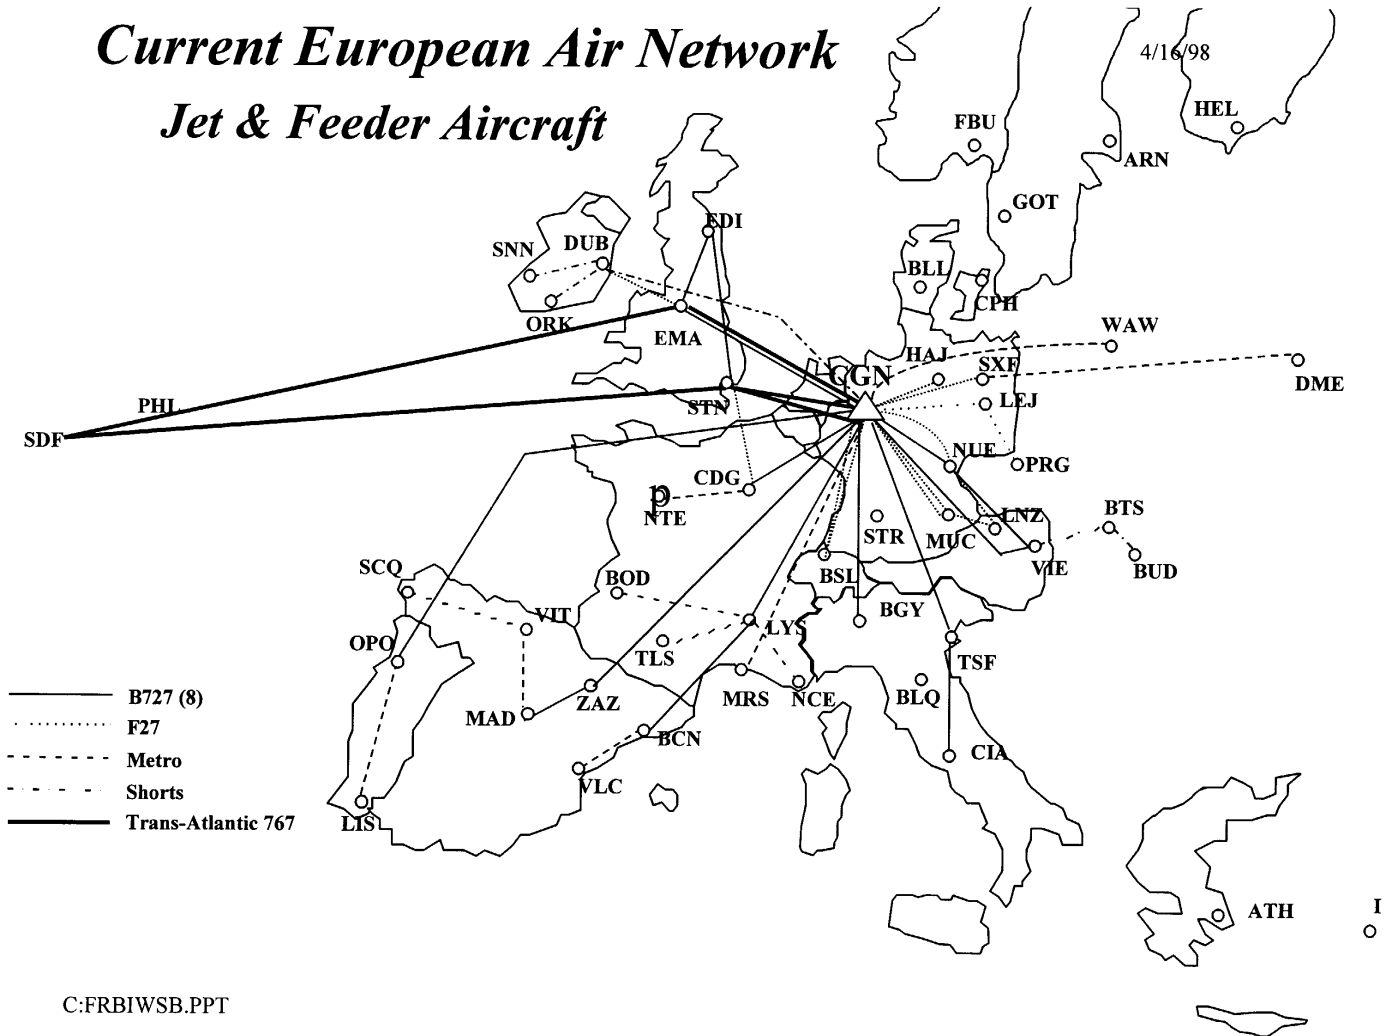 Current European Air Network
Jet & Feeder Aircraft
4/16/98
HEL
FBU
ARN
GOT
EDI
SNN
DUB
BLL
CPH
ORK
EMA
WAW
HAJ
SXF
CGN
DME
STN
LEJ
PHL
SDF
NUE
PRG
CDG
p
NTE
LNZ
BTS
STR
MUC
VIE
BUD
SCQ
BOD
BSL
BGY
VIT
LYS
OPO
TLS
TSF
MRS
NCE
BLQ
ZAZ
MAD
BCN
CIA
VLC
LIS
B727 (8)
F27
Metro
Shorts
Trans-Atlantic 767
ATH
I
C:FRBIWSB.PPT